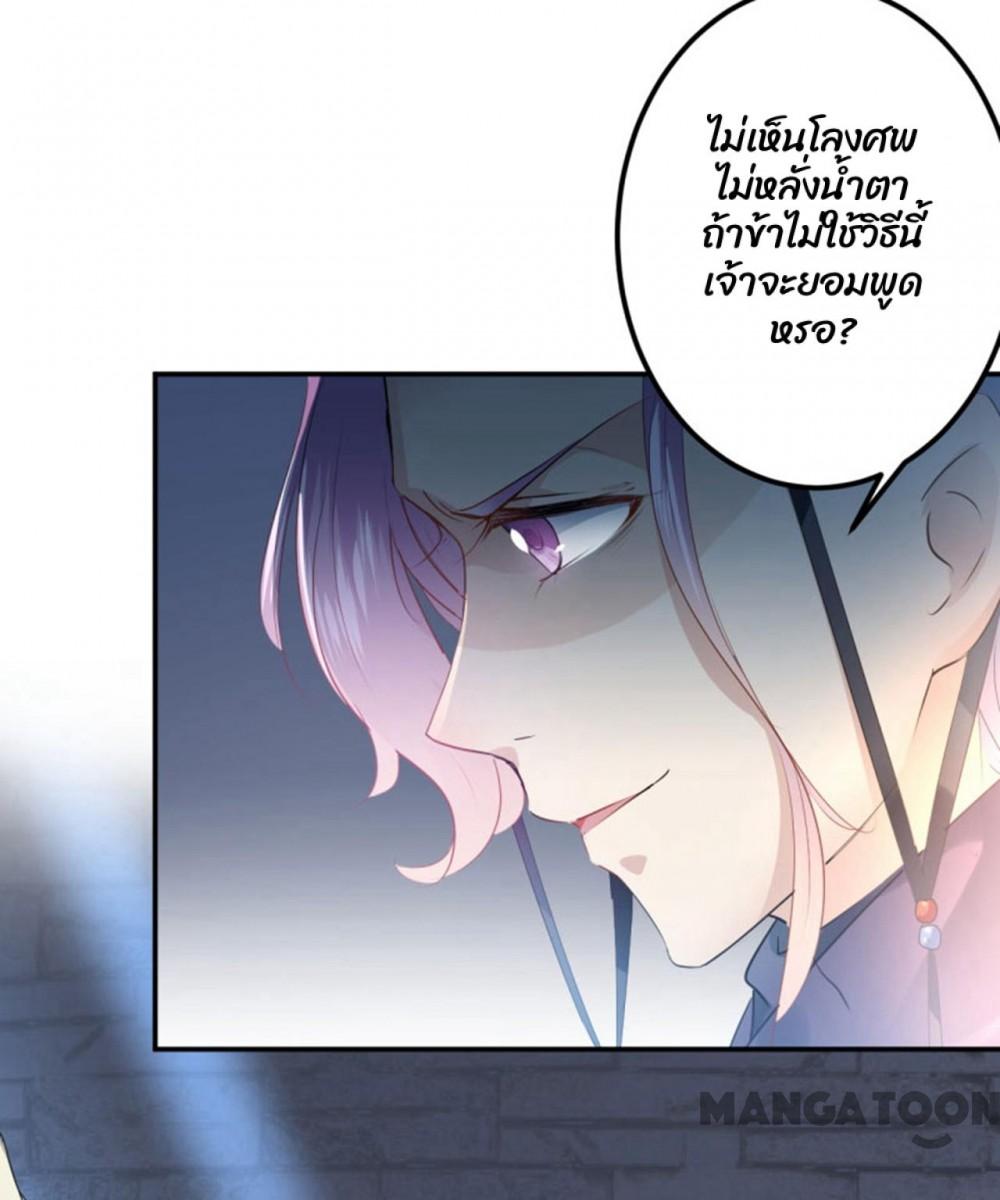 ไม่เห็นโลงศพ
ไม่หลั่งน้ำตา
ถ้าข้าไม่ใช้วิธีนี้
เจ้าจะยอมพูด
หรอ?
MANGATOON